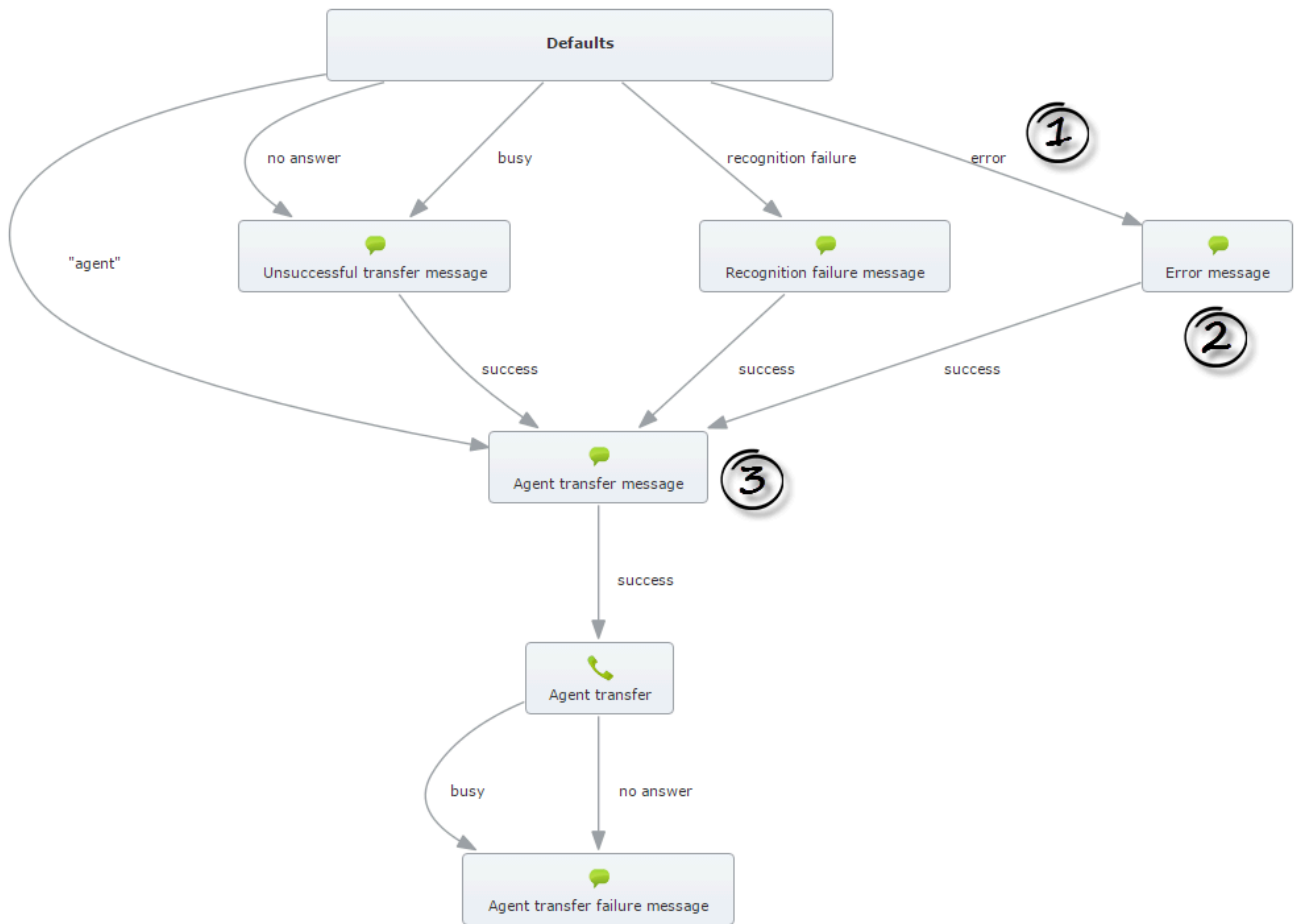 Defaults
1
no answer
busy
recognition failure
error
"agent"
Unsuccessful transfer message
Recognition failure message
Error message
2
success
success
success
Agent transfer message
3
success
Agent transfer
busy
no answer
Agent transfer failure message